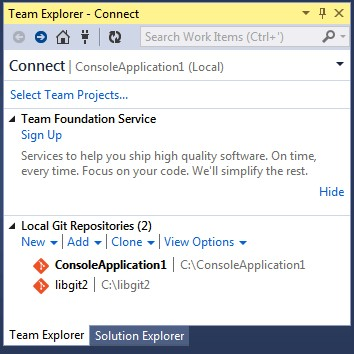 Team Explorer - Connect
Search Work Items (Ctrl+')
Connect | ConsoleApplication1 (Local)
Select Team Projects...
Team Foundation Service
Sign Up
Services to help you ship high quality software. On time,
every time. Focus on your code. We'll simplify the rest.
Hide
Local Git Repositories (2)
New | Add | Clone | View Options
ConsoleApplication1 | C:\ConsoleApplication1
libgit2 | C:\libgit2
Team Explorer Solution Explorer